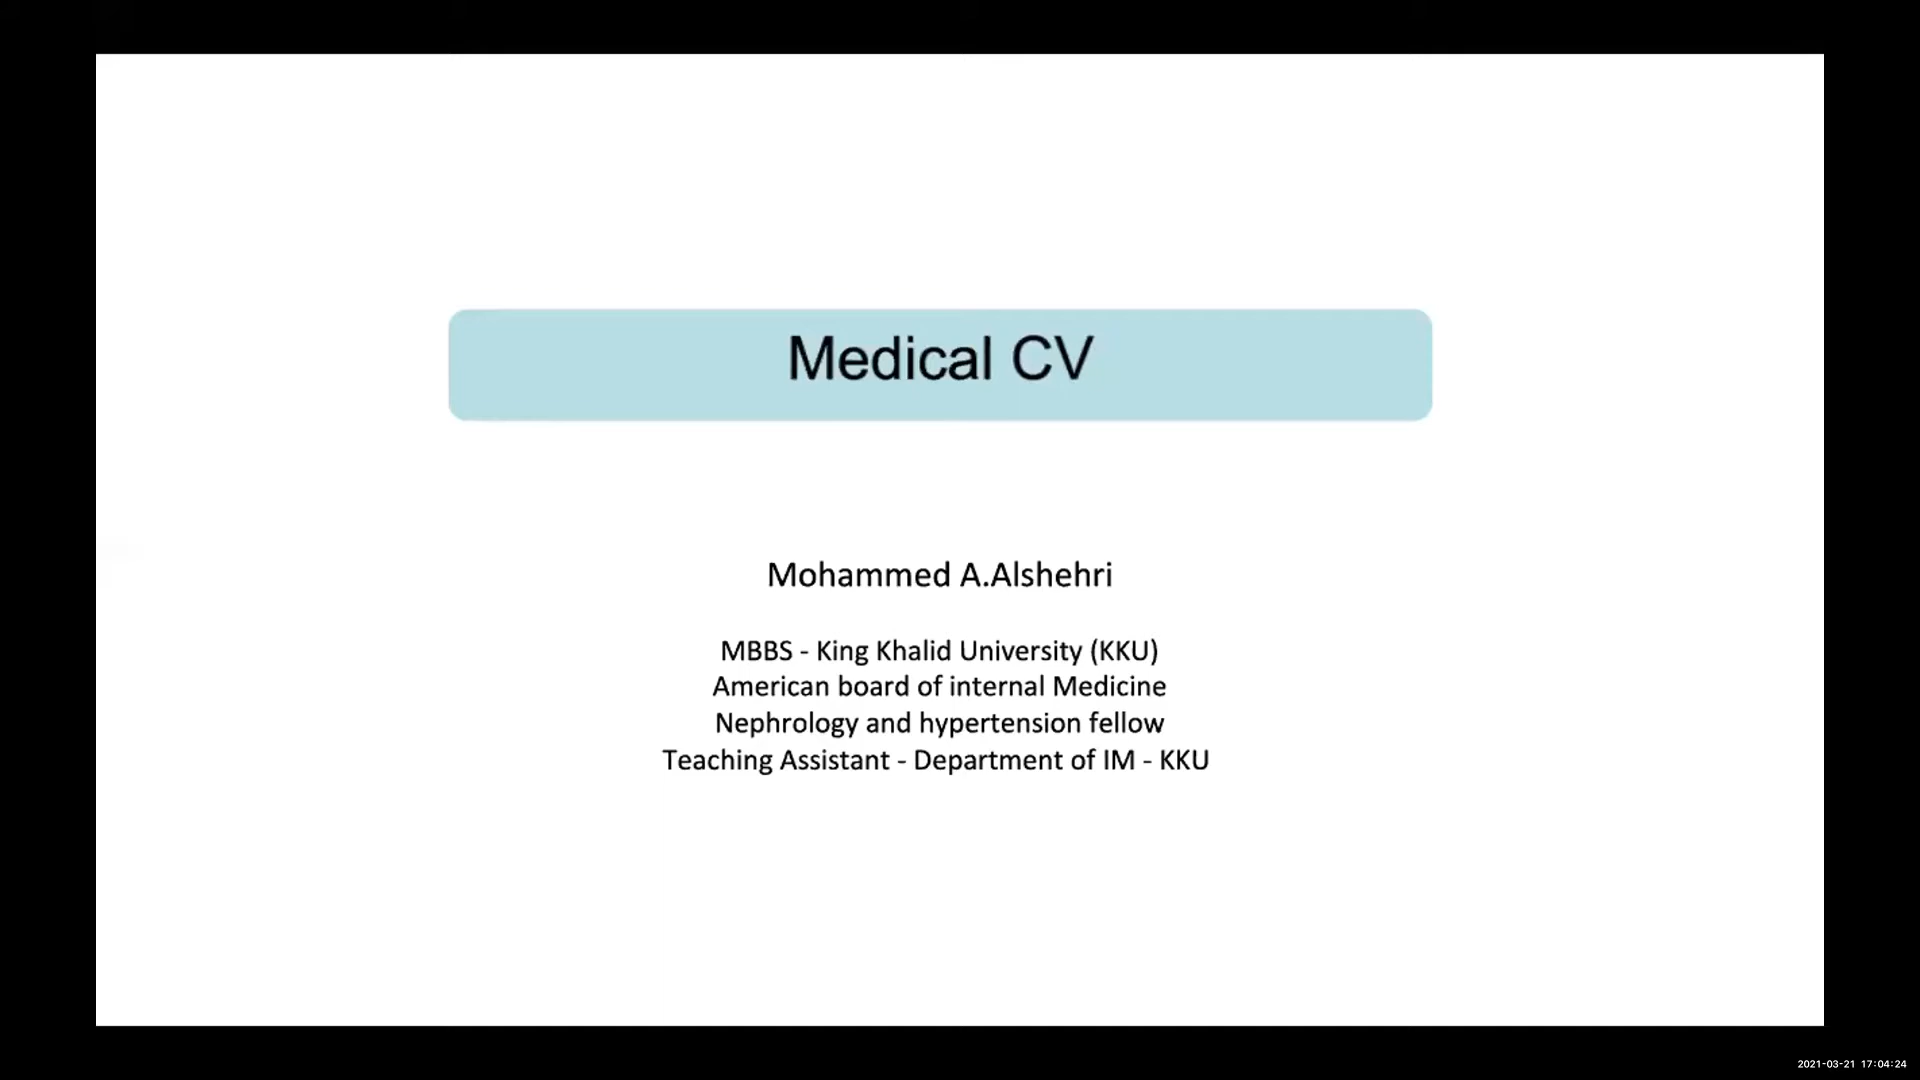 Medical CV
Mohammed A.Alshehri
MBBS - King Khalid University (KKU)
American board of internal Medicine
Nephrology and hypertension fellow
Teaching Assistant - Department of IM - KKU
2021-03-21 17:04:24